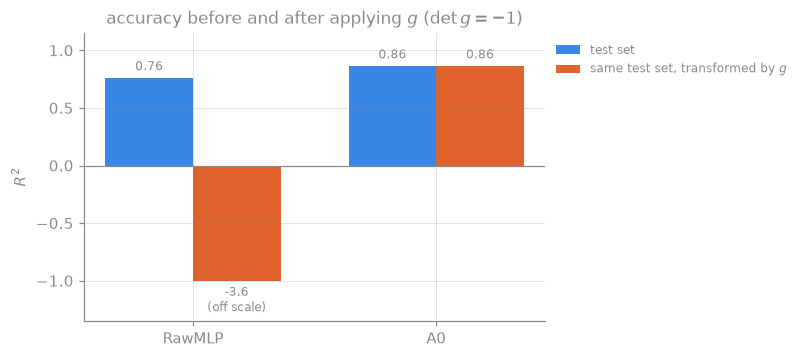 accuracy before and after applying g (det g = −1)
test set
same test set, transformed by g
R²
1.0
0.5
0.0
−0.5
−1.0
0.76
-3.6
(off scale)
0.86
0.86
RawMLP
A0